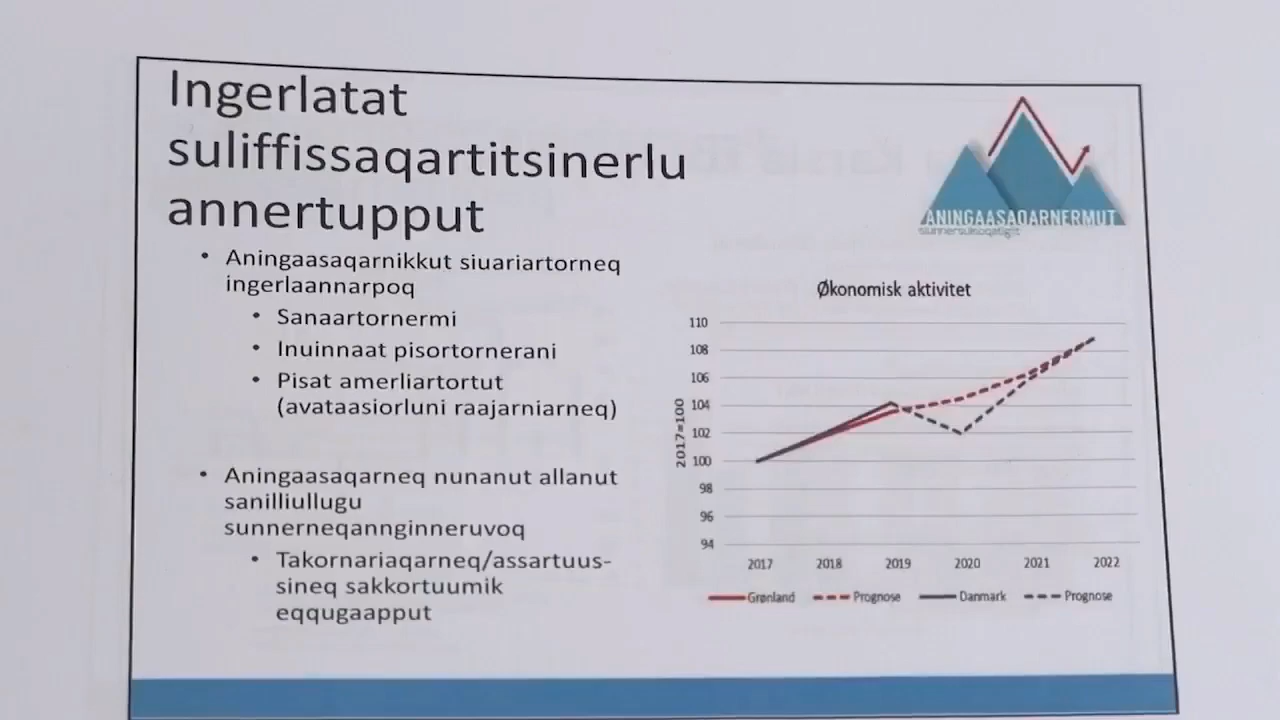 Ingerlatat
suliffissaqartitsinerlu
annertupput
• Aningaasaqarnikkut siuariartorneq
ingerlaannarpoq
• Sanaartornermi
• Inuinnaat pisortornerani
• Pisat amerliartortut
(avataasiorluni raajarniarneq)
• Aningaasaqarneq nunanut allanut
sanilliullugu
sunnerneqannginneruvoq
• Takornariaqarneq/assartuus-
sineq sakkortuumik
eqqugaapput
ANINGAASAQARNERMUT
Økonomisk aktivitet
2017=100
110
108
106
104
102
100
98
96
94
2017 2018 2019 2020 2021 2022
Grønland Prognose Danmark Prognose